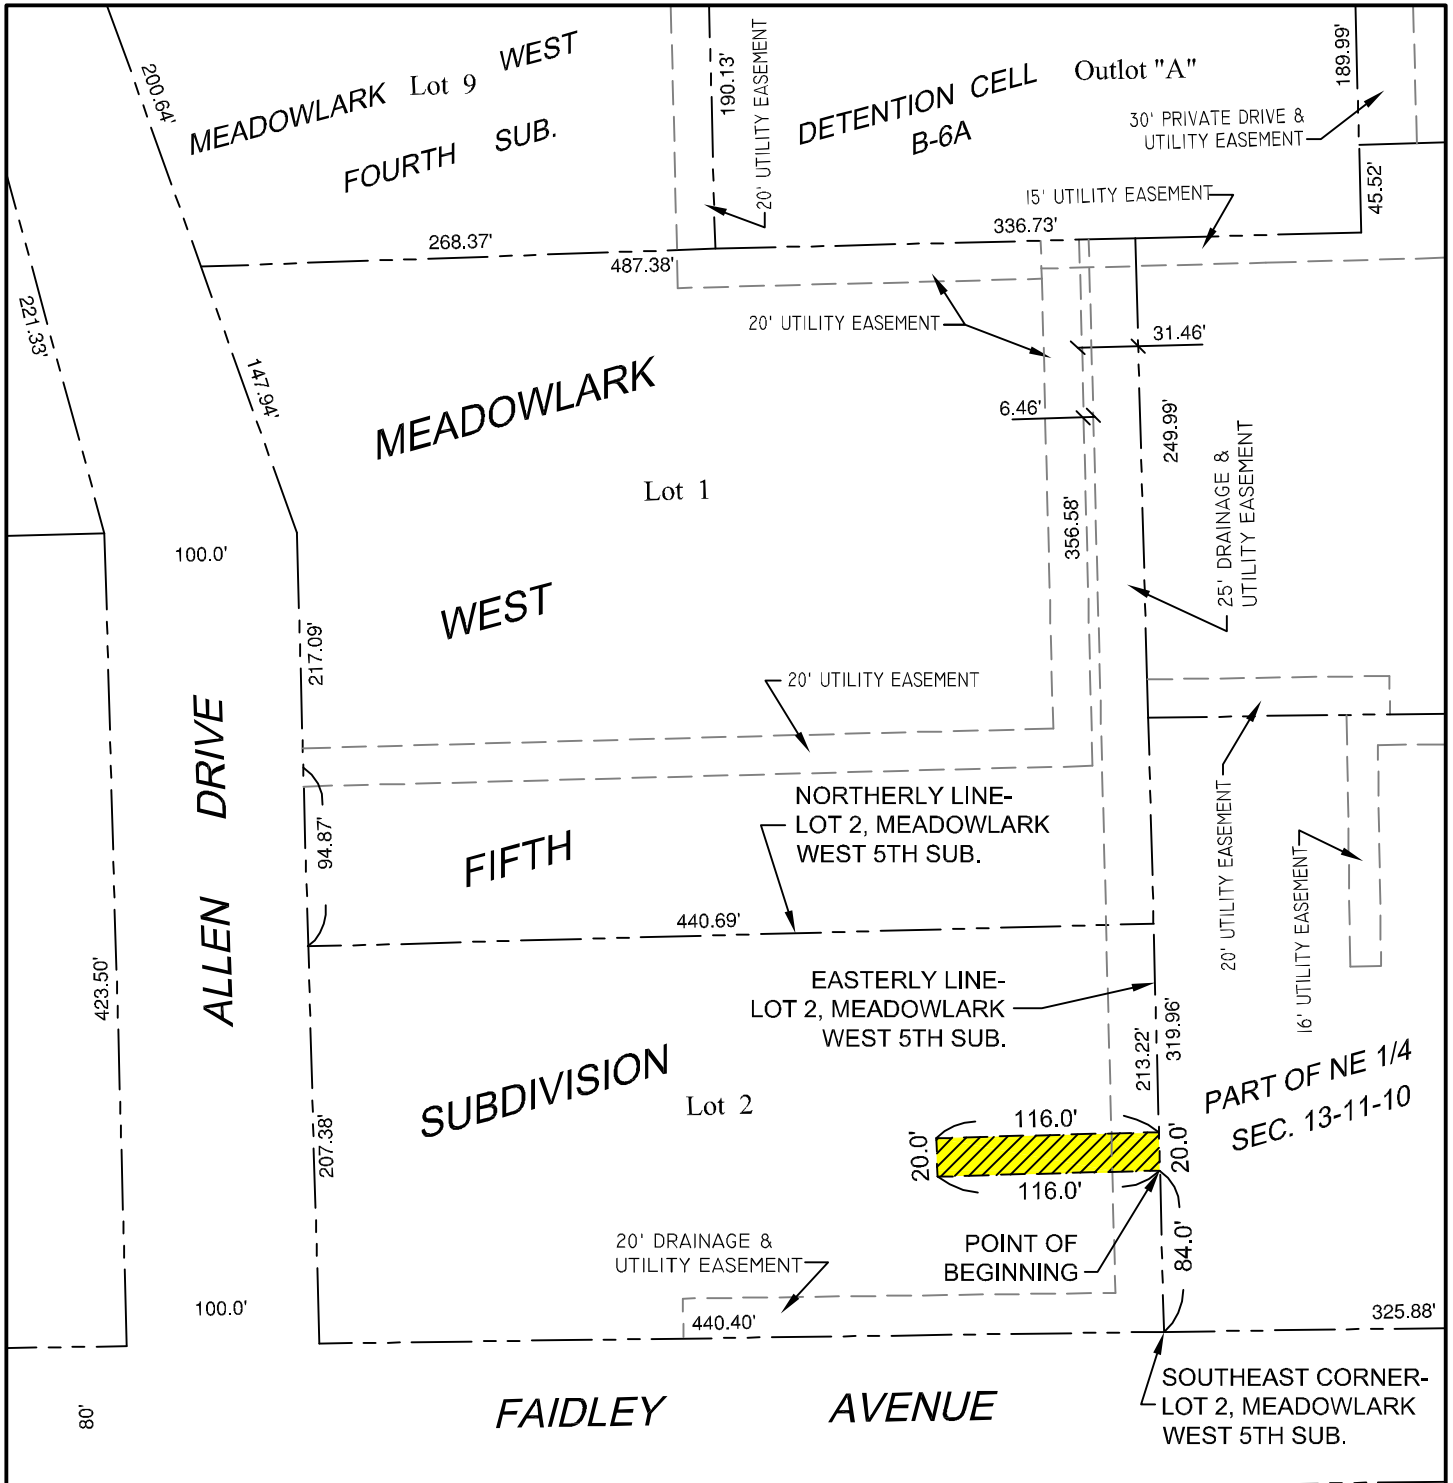 200.64'
MEADOWLARK Lot 9 WEST
FOURTH SUB.
20' UTILITY EASEMENT
190.13'
DETENTION CELL
B-6A
Outlot "A"
189.99'
30' PRIVATE DRIVE &
UTILITY EASEMENT
15' UTILITY EASEMENT
45.52'
336.73'
268.37'
487.38'
221.33'
147.94'
20' UTILITY EASEMENT
31.46'
6.46'
249.99'
25' DRAINAGE &
UTILITY EASEMENT
356.58'
MEADOWLARK
Lot 1
WEST
100.0'
217.09'
20' UTILITY EASEMENT
ALLEN DRIVE
94.87'
423.50'
FIFTH
NORTHERLY LINE-
LOT 2, MEADOWLARK
WEST 5TH SUB.
20' UTILITY EASEMENT
16' UTILITY EASEMENT
440.69'
EASTERLY LINE-
LOT 2, MEADOWLARK
WEST 5TH SUB.
213.22'
319.96'
SUBDIVISION
Lot 2
PART OF NE 1/4
SEC. 13-11-10
207.38'
116.0'
20.0'
20.0'
116.0'
POINT OF
BEGINNING
84.0'
20' DRAINAGE &
UTILITY EASEMENT
100.0'
440.40'
325.88'
SOUTHEAST CORNER-
LOT 2, MEADOWLARK
WEST 5TH SUB.
80'
FAIDLEY AVENUE